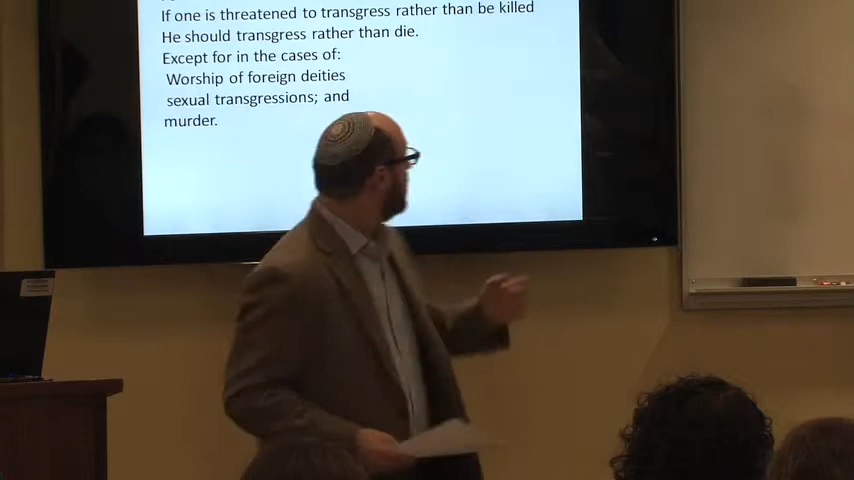 If one is threatened to transgress rather than be killed
He should transgress rather than die.
Except for in the cases of:
Worship of foreign deities
sexual transgressions; and
murder.